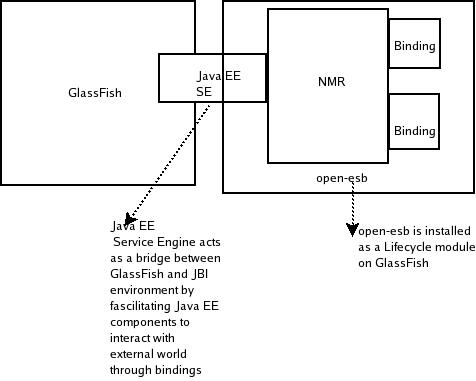 GlassFish
Java EE
SE
NMR
Binding
Binding
open-esb
Java EE
Service Engine acts
as a bridge between
GlassFish and JBI
environment by
fascilitating Java EE
components to
interact with
external world
through bindings
open-esb is installed
as a Lifecycle module
on GlassFish